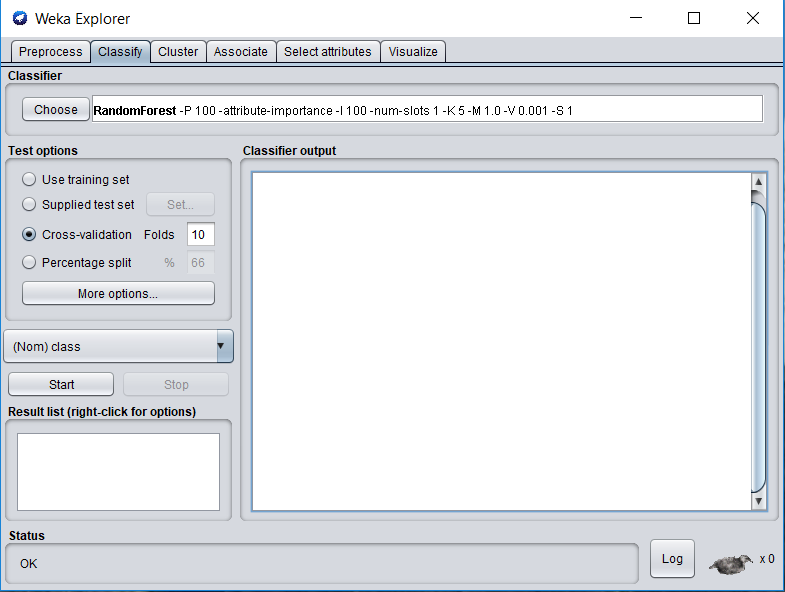 Weka Explorer
Preprocess Classify Cluster Associate Select attributes Visualize
Classifier
Choose RandomForest -P 100 -attribute-importance -I 100 -num-slots 1 -K 5 -M 1.0 -V 0.001 -S 1
Test options
Use training set
Supplied test set Set...
Cross-validation Folds 10
Percentage split % 66
More options...
(Nom) class
Start Stop
Result list (right-click for options)
Classifier output
Status
OK
Log
x 0